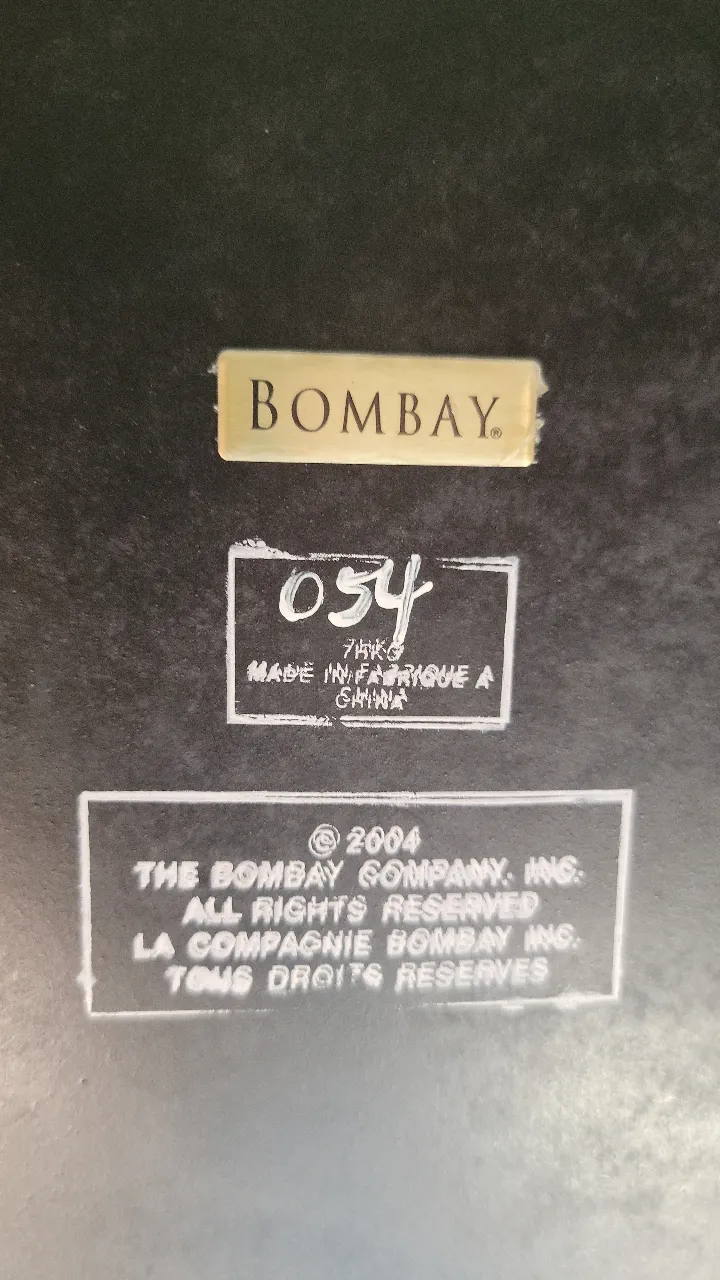 BOMBAY®
054
MADE IN/FABRIQUE A
CHINA
© 2004
THE BOMBAY COMPANY. INC.
ALL RIGHTS RESERVED
LA COMPAGNIE BOMBAY INC.
TOUS DROITS RESERVES